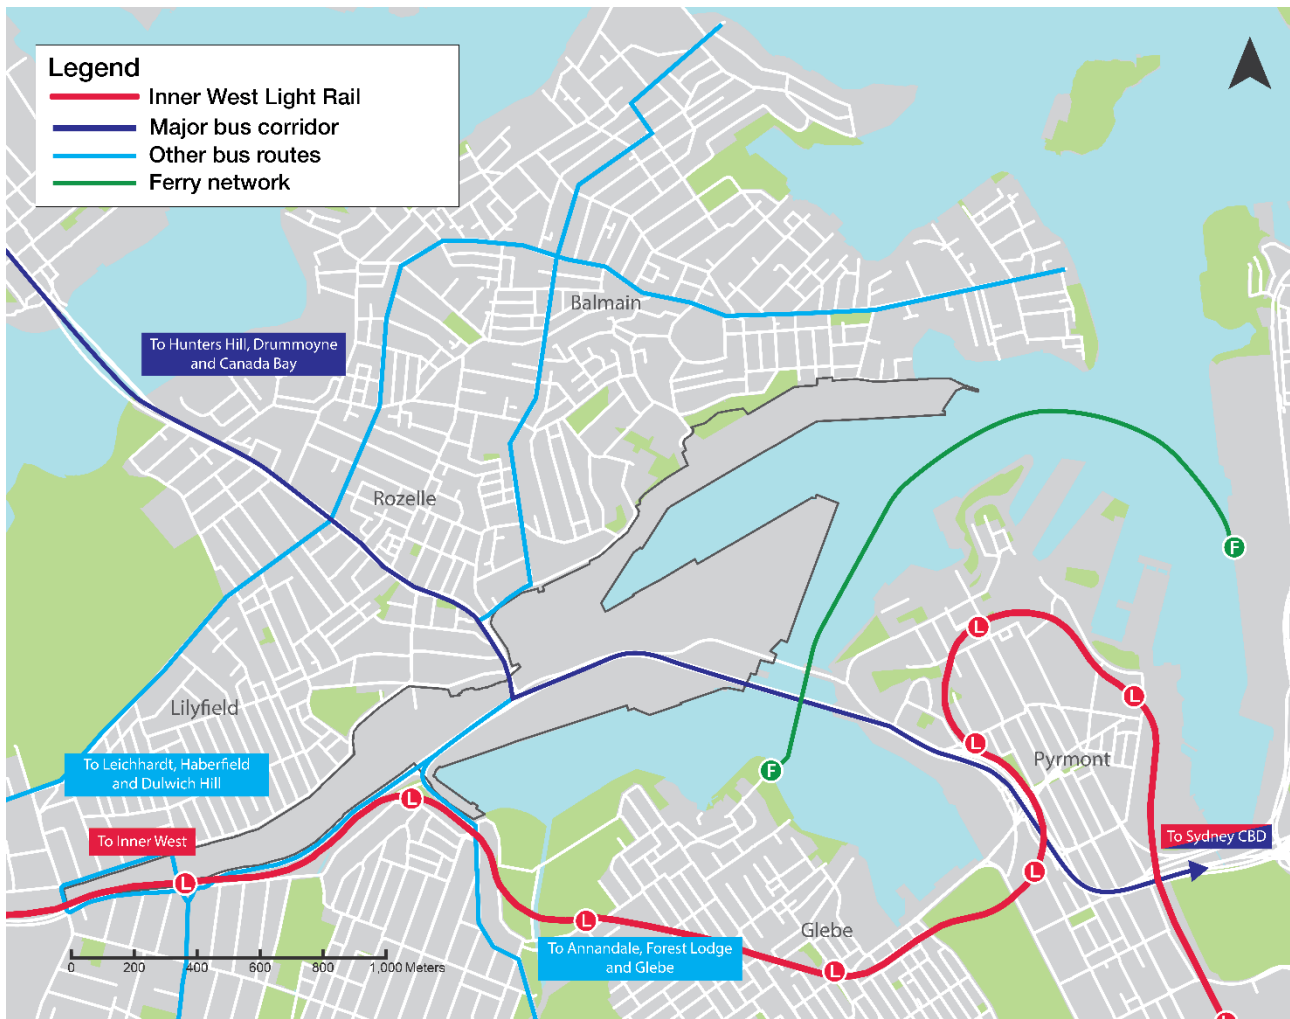 Legend
Inner West Light Rail
Major bus corridor
Other bus routes
Ferry network
Balmain
To Hunters Hill, Drummoyne
and Canada Bay
Rozelle
F
L
Lilyfield
L
L
Pyrmont
To Leichhardt, Haberfield
and Dulwich Hill
F
L
To Inner West
To Sydney CBD
L
L
L
Glebe
To Annandale, Forest Lodge
and Glebe
L
0 200 400 600 800 1,000 Meters
L